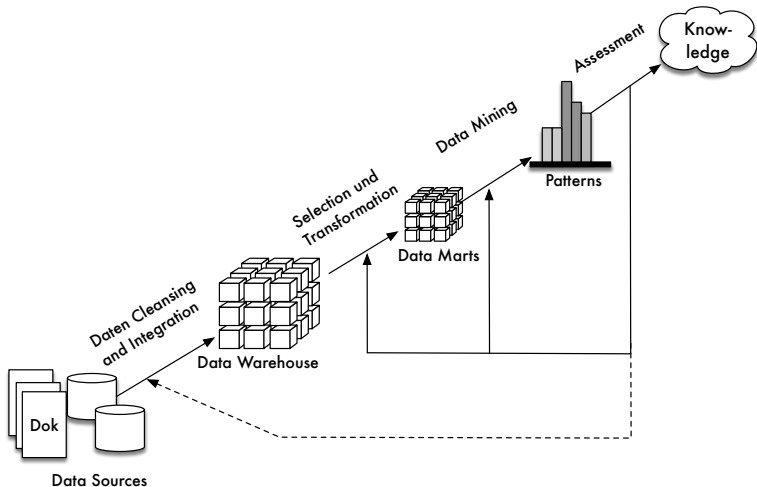 Know-
ledge
Assessment
Data Mining
Patterns
Selection und
Transformation
Data Marts
Daten Cleansing
and Integration
Data Warehouse
Dok
Data Sources